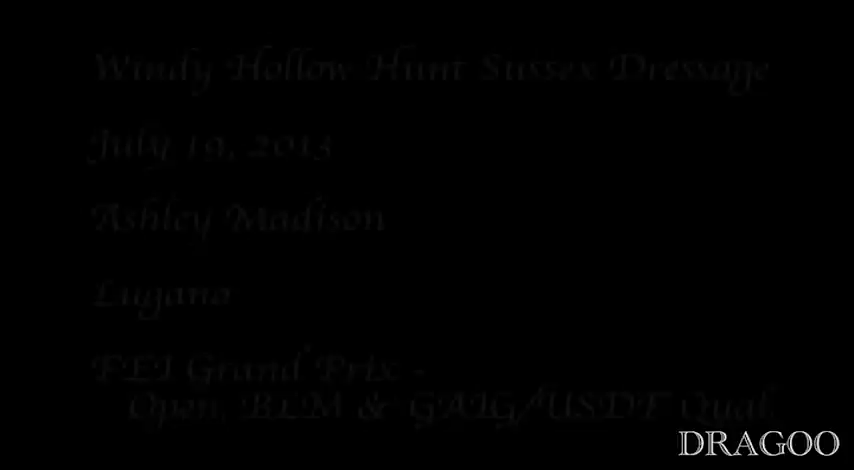 Windy Hollow Hunt Sussex Dressage
July 19, 2013
Ashley Madison
Lugano
FEI Grand Prix -
Open, BLM & GAIG/USDF Qual.
DRAGOO